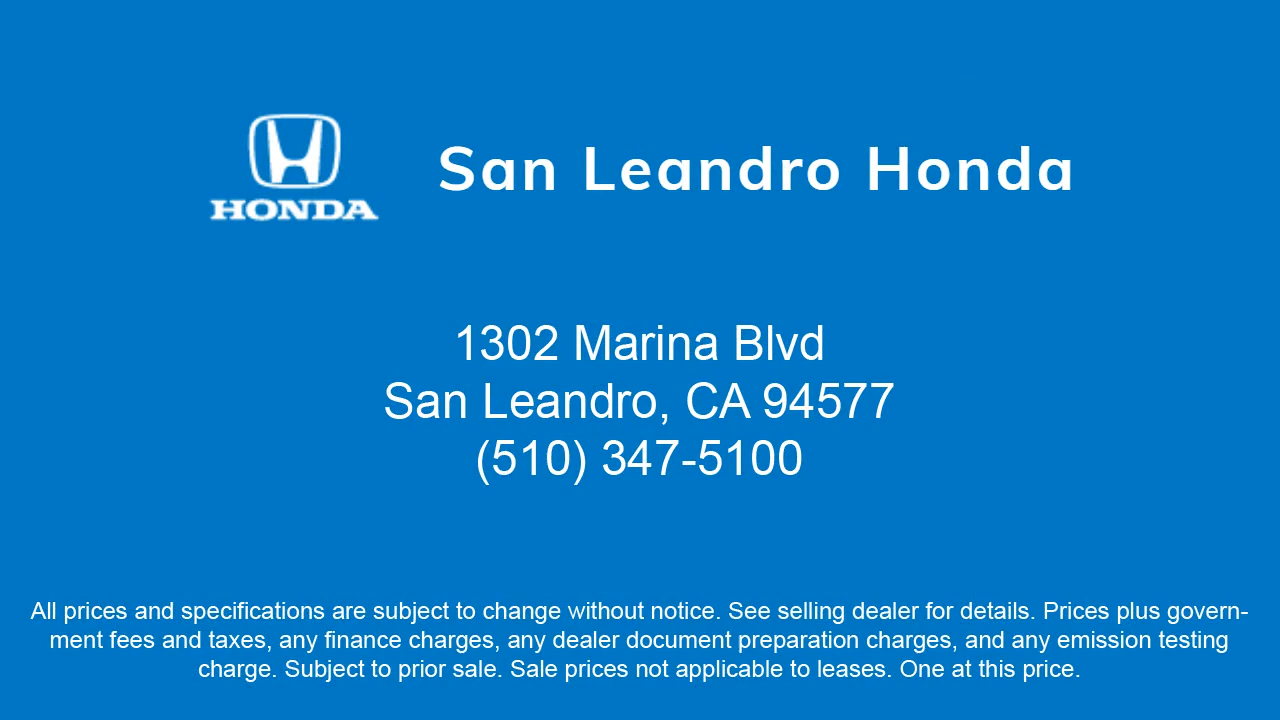 HONDA
San Leandro Honda
1302 Marina Blvd
San Leandro, CA 94577
(510) 347-5100
All prices and specifications are subject to change without notice. See selling dealer for details. Prices plus govern-
ment fees and taxes, any finance charges, any dealer document preparation charges, and any emission testing
charge. Subject to prior sale. Sale prices not applicable to leases. One at this price.